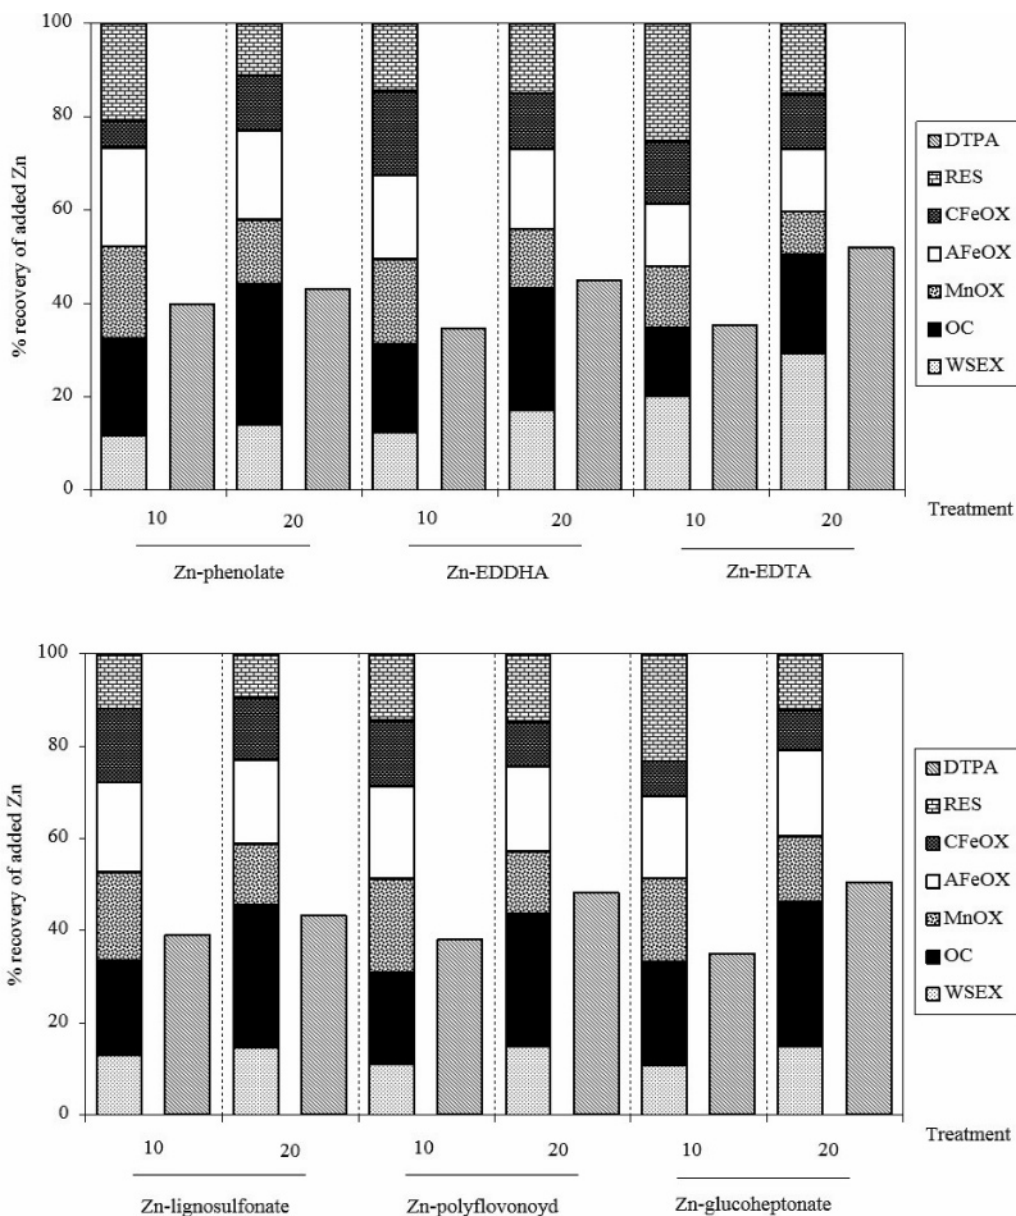 100
80
60
40
20
0
% recovery of added Zn
DTPA
RES
CFeOX
AFeOX
MnOX
OC
WSEX
10 20 10 20 10 20 Treatment
Zn-phenolate Zn-EDDHA Zn-EDTA
100
80
60
40
20
0
% recovery of added Zn
DTPA
RES
CFeOX
AFeOX
MnOX
OC
WSEX
10 20 10 20 10 20 Treatment
Zn-lignosulfonate Zn-polyflovonoyd Zn-glucoheptonate